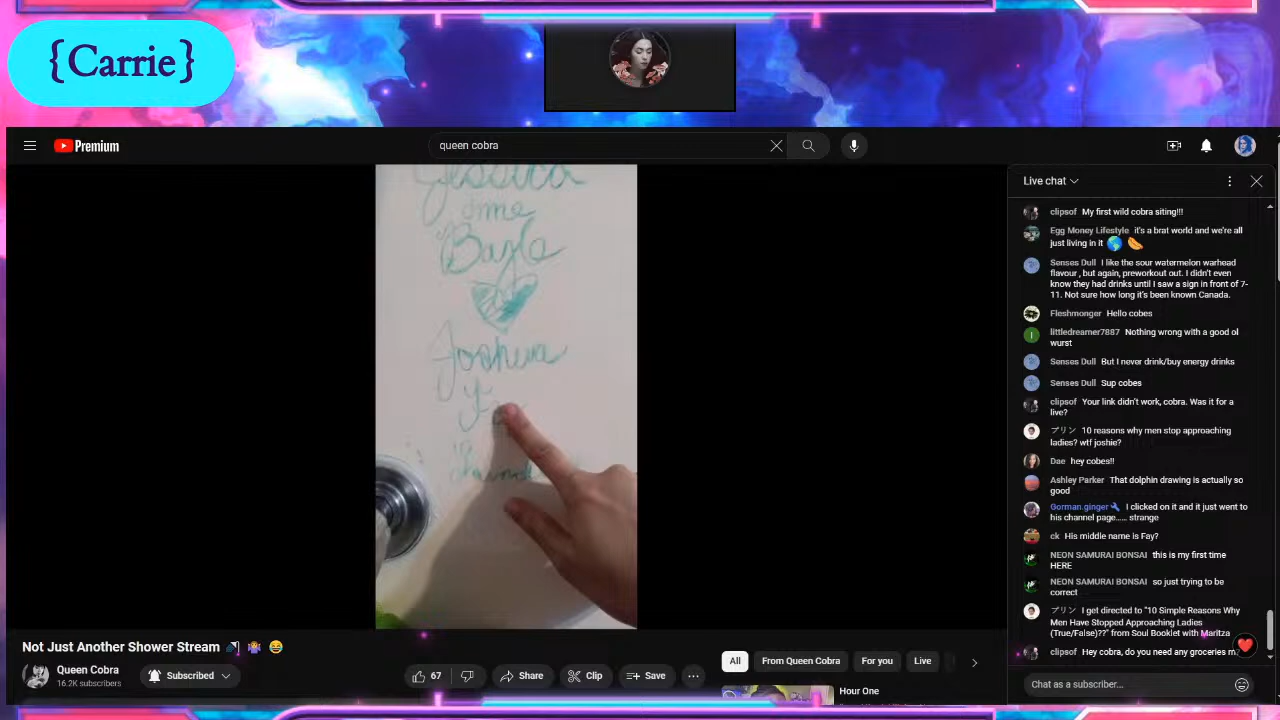 {Carrie}
Premium
queen cobra
Jessica
Bayle
Joshua
Live chat
clipsof My first wild cobra siting!!!
Egg Money Lifestyle it's a brat world and we're all
just living in it 🌎 🌮
Senses Dull I like the sour watermelon warhead
flavour , but again, preworkout out. I didn't even
know they had drinks until I saw a sign in front of 7-
11. Not sure how long it's been known Canada.
Fleshmonger Hello cobes
littledreamer7887 Nothing wrong with a good ol
wurst
Senses Dull But I never drink/buy energy drinks
Senses Dull Sup cobes
clipsof Your link didn't work, cobra. Was it for a
live?
プリン 10 reasons why men stop approaching
ladies? wtf joshie?
Dae hey cobes!!
Ashley Parker That dolphin drawing is actually so
good
Gorman.ginger I clicked on it and it just went to
his channel page...... strange
ck His middle name is Fay?
NEON SAMURAI BONSAI this is my first time
HERE
NEON SAMURAI BONSAI so just trying to be
correct
プリン I get directed to "10 Simple Reasons Why
Men Have Stopped Approaching Ladies
(True/False)??" from Soul Booklet with Maritza
clipsof Hey cobra, do you need any groceries
Chat as a subscriber...
Not Just Another Shower Stream 🚿 🤷‍♀️ 😂
Queen Cobra
16.2K subscribers
Subscribed
67
Share
Clip
Save
All
From Queen Cobra
For you
Live
Hour One